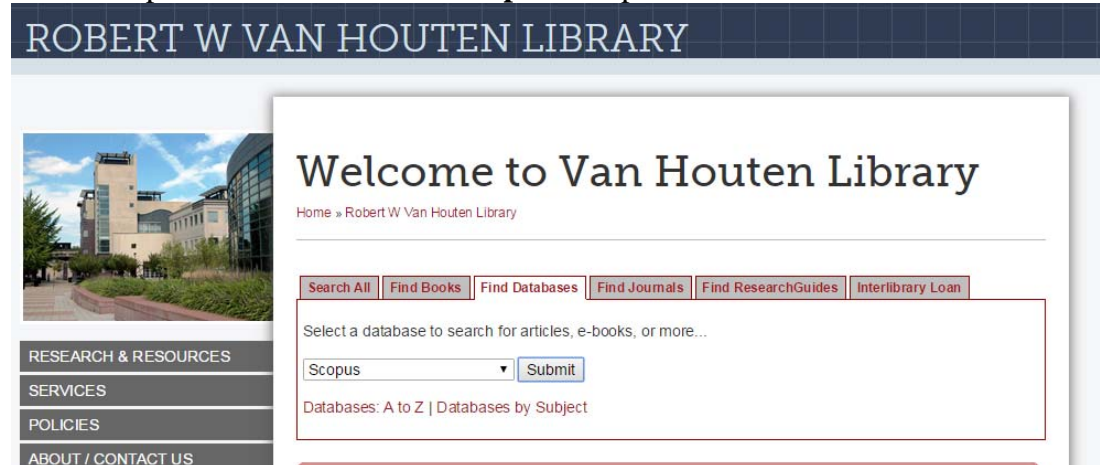 ROBERT W VAN HOUTEN LIBRARY
Welcome to Van Houten Library
Home » Robert W Van Houten Library
Search All Find Books Find Databases Find Journals Find ResearchGuides Interlibrary Loan
Select a database to search for articles, e-books, or more...
Scopus Submit
Databases: A to Z | Databases by Subject
RESEARCH & RESOURCES
SERVICES
POLICIES
ABOUT / CONTACT US